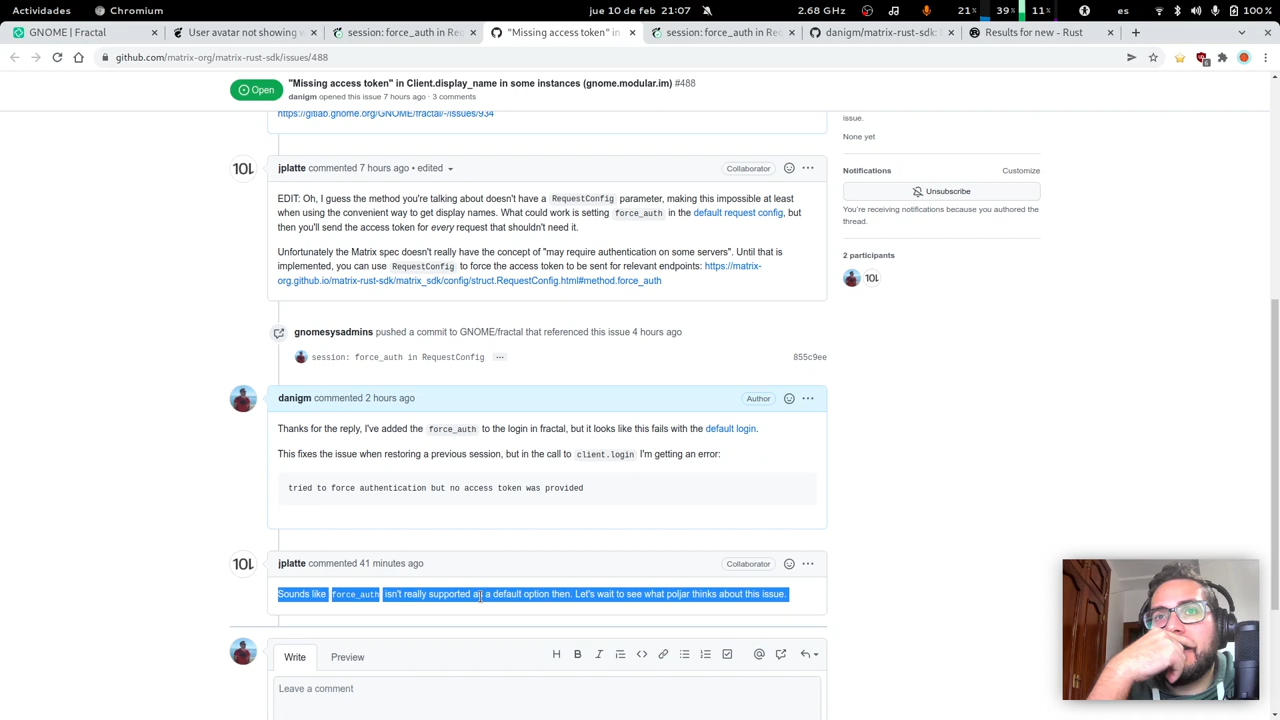 Actividades
Chromium
jue 10 de feb 21:07
2.68 GHz
21%
39%
11%
es
100 %
GNOME | Fractal
User avatar not showing w
session: force_auth in Rec
"Missing access token" in
session: force_auth in Rec
danigm/matrix-rust-sdk:
Results for new - Rust
github.com/matrix-org/matrix-rust-sdk/issues/488
Open
"Missing access token" in Client.display_name in some instances (gnome.modular.im) #488
danigm opened this issue 7 hours ago · 3 comments
https://gitlab.gnome.org/GNOME/fractal/-/issues/934
issue.
None yet
jplatte commented 7 hours ago • edited
Collaborator
Notifications
Customize
Unsubscribe
You're receiving notifications because you authored the
thread.
2 participants
EDIT: Oh, I guess the method you're talking about doesn't have a RequestConfig parameter, making this impossible at least
when using the convenient way to get display names. What could work is setting force_auth in the default request config, but
then you'll send the access token for every request that shouldn't need it.
Unfortunately the Matrix spec doesn't really have the concept of "may require authentication on some servers". Until that is
implemented, you can use RequestConfig to force the access token to be sent for relevant endpoints: https://matrix-
org.github.io/matrix-rust-sdk/matrix_sdk/config/struct.RequestConfig.html#method.force_auth
gnomesysadmins pushed a commit to GNOME/fractal that referenced this issue 4 hours ago
session: force_auth in RequestConfig
855c9ee
danigm commented 2 hours ago
Author
Thanks for the reply, I've added the force_auth to the login in fractal, but it looks like this fails with the default login.
This fixes the issue when restoring a previous session, but in the call to client.login I'm getting an error:
tried to force authentication but no access token was provided
jplatte commented 41 minutes ago
Collaborator
Sounds like force_auth isn't really supported as a default option then. Let's wait to see what poljar thinks about this issue.
Write
Preview
Leave a comment